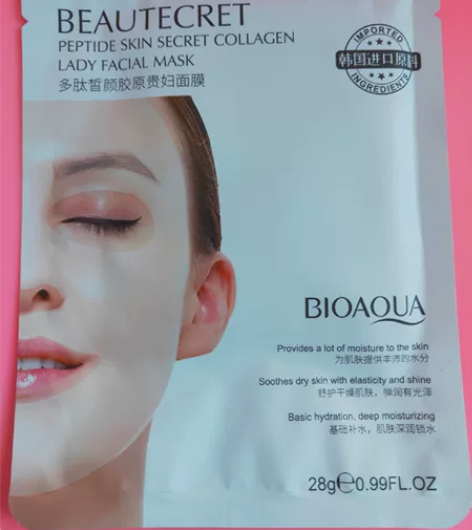 BEAUTECRET
PEPTIDE SKIN SECRET COLLAGEN
LADY FACIAL MASK
多肽皙颜胶原贵妇面膜
IMPORTED
韩国进口原料
INGREDIENTS
BIOAQUA
Provides a lot of moisture to the skin
为肌肤提供丰沛的水分
Soothes dry skin with elasticity and shine
舒护干燥肌肤，弹润有光泽
Basic hydration, deep moisturizing
基础补水，肌肤深润锁水
28g℮0.99FL.OZ